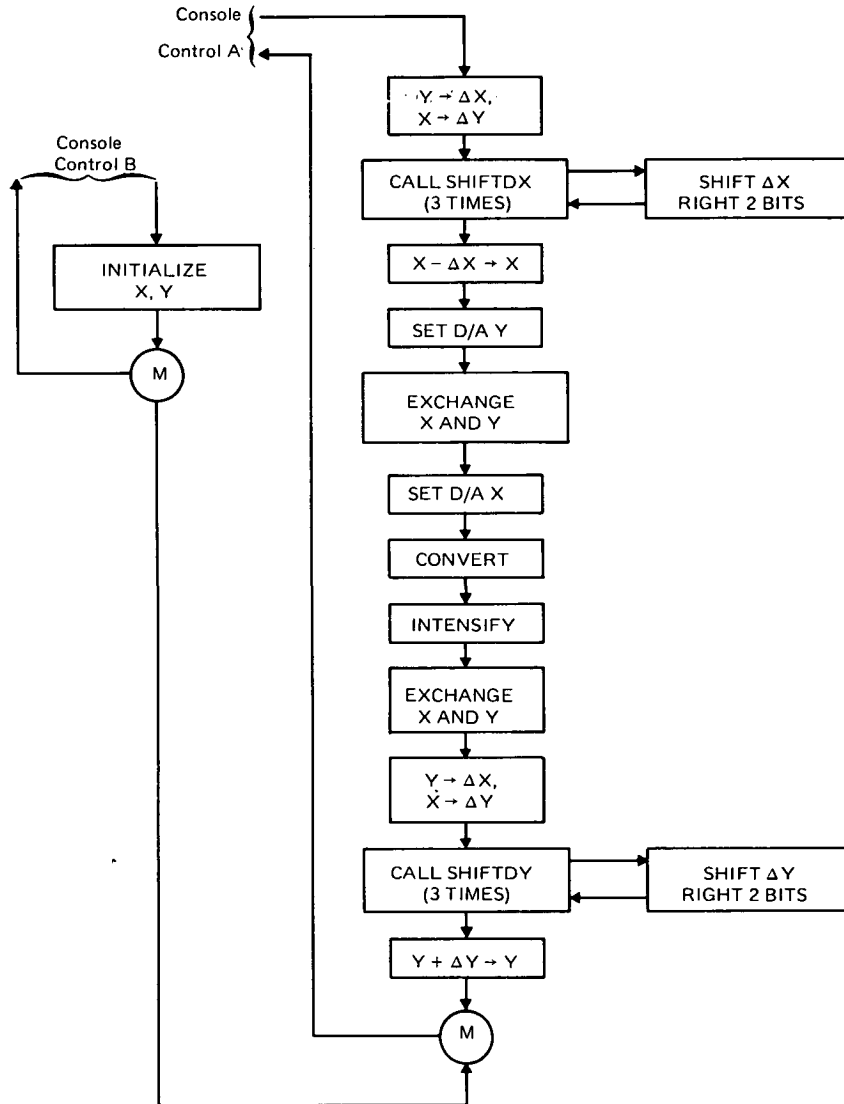 Console
Control A
Y → ΔX,
X → ΔY
CALL SHIFTDX
(3 TIMES)
SHIFT ΔX
RIGHT 2 BITS
X – ΔX → X
SET D/A Y
EXCHANGE
X AND Y
SET D/A X
CONVERT
INTENSIFY
EXCHANGE
X AND Y
Y → ΔX,
X → ΔY
CALL SHIFTDY
(3 TIMES)
SHIFT ΔY
RIGHT 2 BITS
Y + ΔY → Y
M
Console
Control B
INITIALIZE
X, Y
M